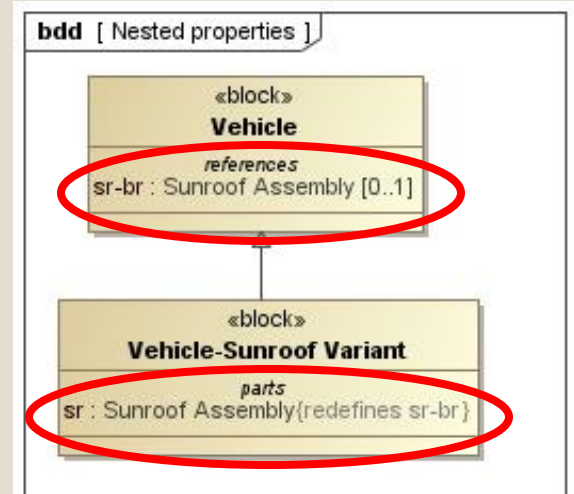 bdd [ Nested properties ]
«block»
Vehicle
references
sr-br : Sunroof Assembly [0..1]
«block»
Vehicle-Sunroof Variant
parts
sr : Sunroof Assembly{redefines sr-br}